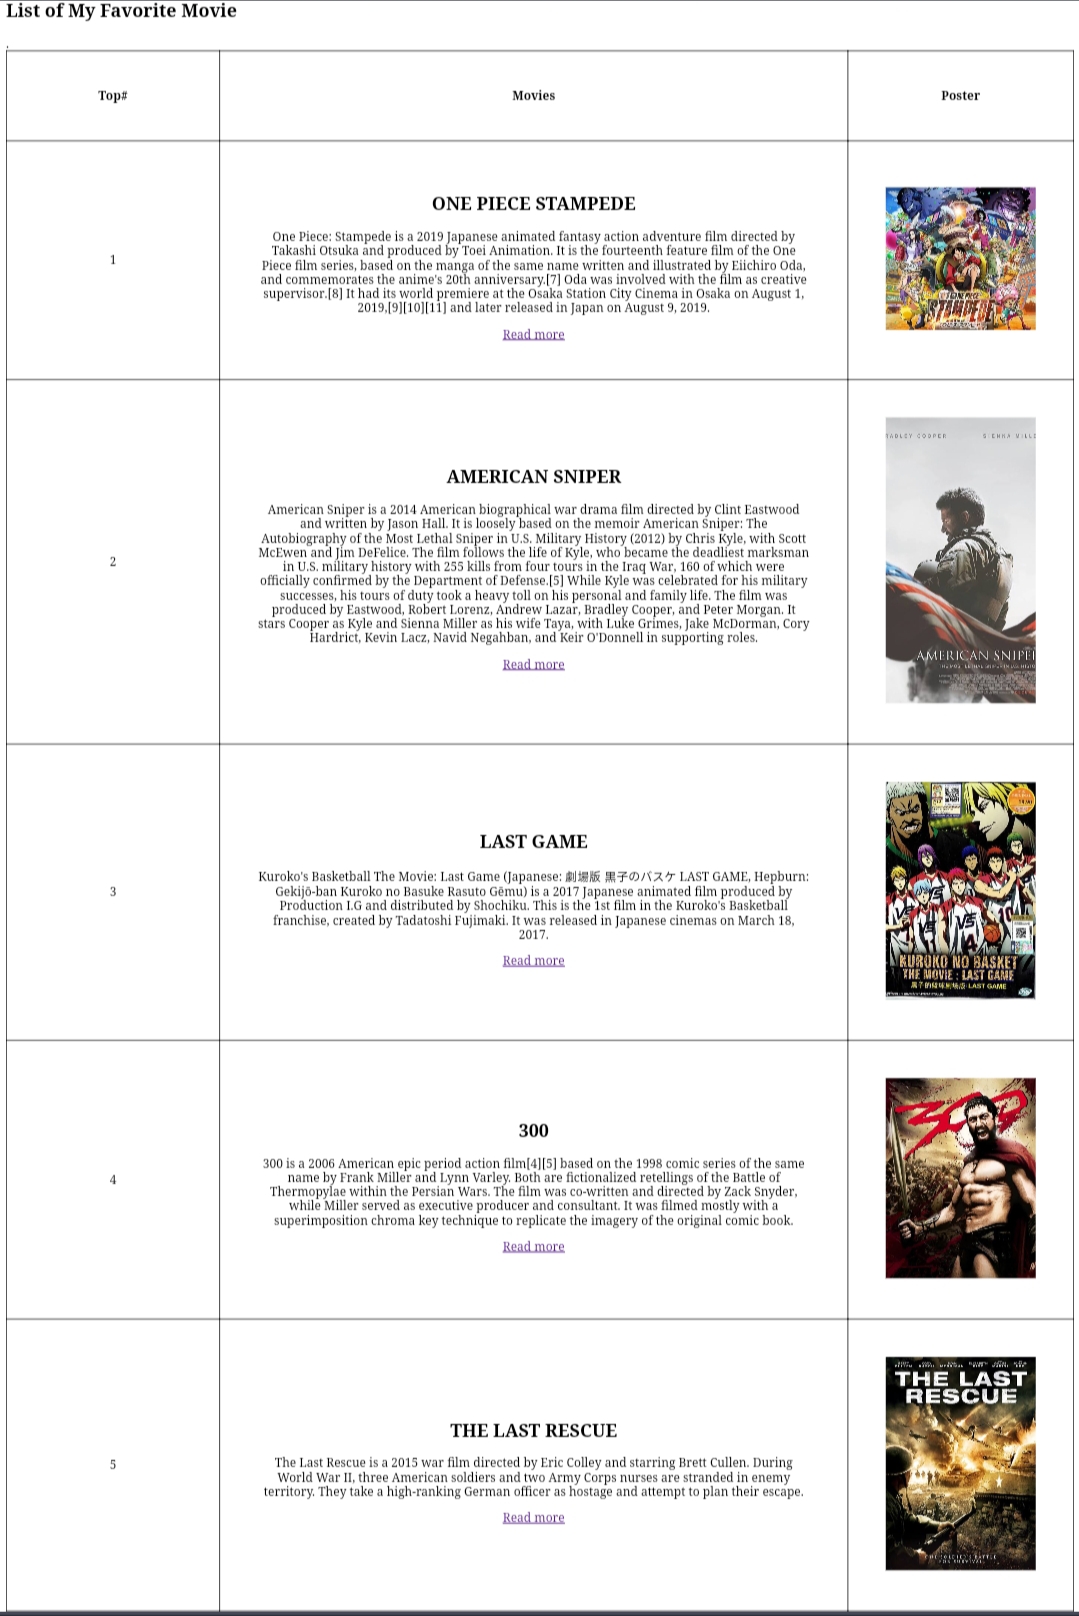 List of My Favorite Movie
.
Top#
Movies
Poster
1
ONE PIECE STAMPEDE
One Piece: Stampede is a 2019 Japanese animated fantasy action adventure film directed by
Takashi Otsuka and produced by Toei Animation. It is the fourteenth feature film of the One
Piece film series, based on the manga of the same name written and illustrated by Eiichiro Oda,
and commemorates the anime's 20th anniversary.[7] Oda was involved with the film as creative
supervisor.[8] It had its world premiere at the Osaka Station City Cinema in Osaka on August 1,
2019,[9][10][11] and later released in Japan on August 9, 2019.
Read more
ONE PIECE
STAMPEDE
2
AMERICAN SNIPER
American Sniper is a 2014 American biographical war drama film directed by Clint Eastwood
and written by Jason Hall. It is loosely based on the memoir American Sniper: The
Autobiography of the Most Lethal Sniper in U.S. Military History (2012) by Chris Kyle, with Scott
McEwen and Jim DeFelice. The film follows the life of Kyle, who became the deadliest marksman
in U.S. military history with 255 kills from four tours in the Iraq War, 160 of which were
officially confirmed by the Department of Defense.[5] While Kyle was celebrated for his military
successes, his tours of duty took a heavy toll on his personal and family life. The film was
produced by Eastwood, Robert Lorenz, Andrew Lazar, Bradley Cooper, and Peter Morgan. It
stars Cooper as Kyle and Sienna Miller as his wife Taya, with Luke Grimes, Jake McDorman, Cory
Hardrict, Kevin Lacz, Navid Negahban, and Keir O'Donnell in supporting roles.
Read more
RADLEY COOPER SIENNA MILLE
AMERICAN SNIPER
3
LAST GAME
Kuroko's Basketball The Movie: Last Game (Japanese: 劇場版 黒子のバスケ LAST GAME, Hepburn:
Gekijō-ban Kuroko no Basuke Rasuto Gēmu) is a 2017 Japanese animated film produced by
Production I.G and distributed by Shochiku. This is the 1st film in the Kuroko's Basketball
franchise, created by Tadatoshi Fujimaki. It was released in Japanese cinemas on March 18,
2017.
Read more
KUROKO NO BASKET
THE MOVIE : LAST GAME
黒子的籃球劇場版:LAST GAME
4
300
300 is a 2006 American epic period action film[4][5] based on the 1998 comic series of the same
name by Frank Miller and Lynn Varley. Both are fictionalized retellings of the Battle of
Thermopylae within the Persian Wars. The film was co-written and directed by Zack Snyder,
while Miller served as executive producer and consultant. It was filmed mostly with a
superimposition chroma key technique to replicate the imagery of the original comic book.
Read more
300
5
THE LAST RESCUE
The Last Rescue is a 2015 war film directed by Eric Colley and starring Brett Cullen. During
World War II, three American soldiers and two Army Corps nurses are stranded in enemy
territory. They take a high-ranking German officer as hostage and attempt to plan their escape.
Read more
THE LAST
RESCUE